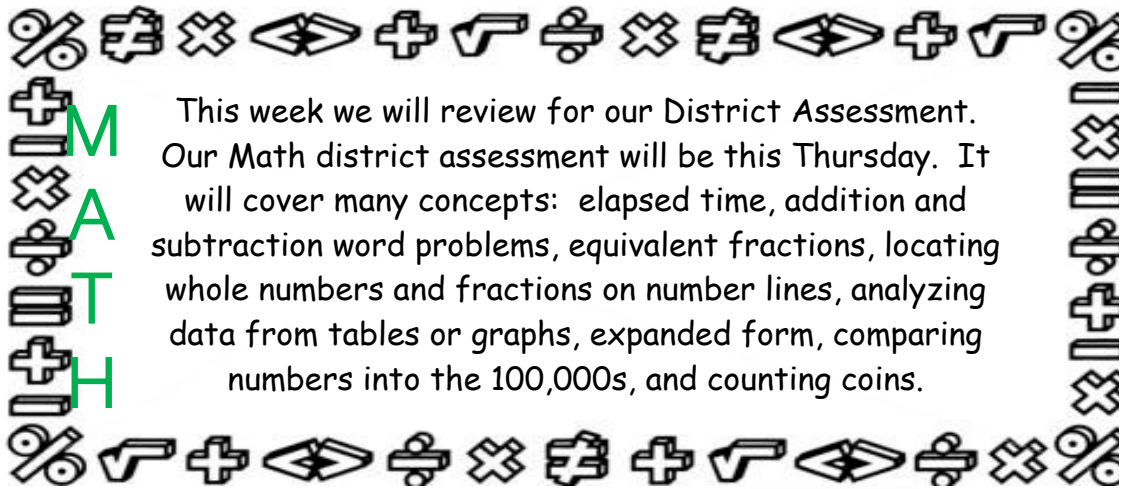 MATH
This week we will review for our District Assessment.
Our Math district assessment will be this Thursday.  It
will cover many concepts:  elapsed time, addition and
subtraction word problems, equivalent fractions, locating
whole numbers and fractions on number lines, analyzing
data from tables or graphs, expanded form, comparing
numbers into the 100,000s, and counting coins.